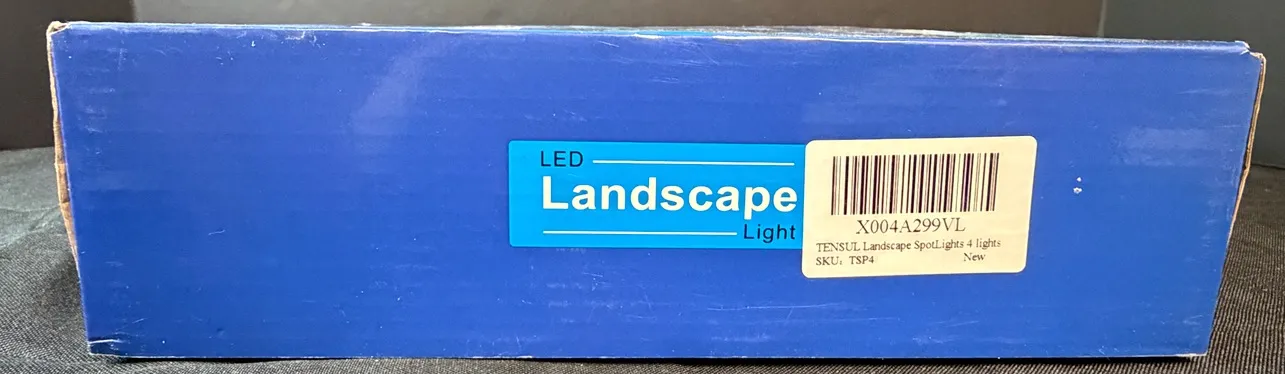 LED
Landscape
Light
X004A299VL
TENSUL Landscape SpotLights 4 lights
SKU: TSP4 New